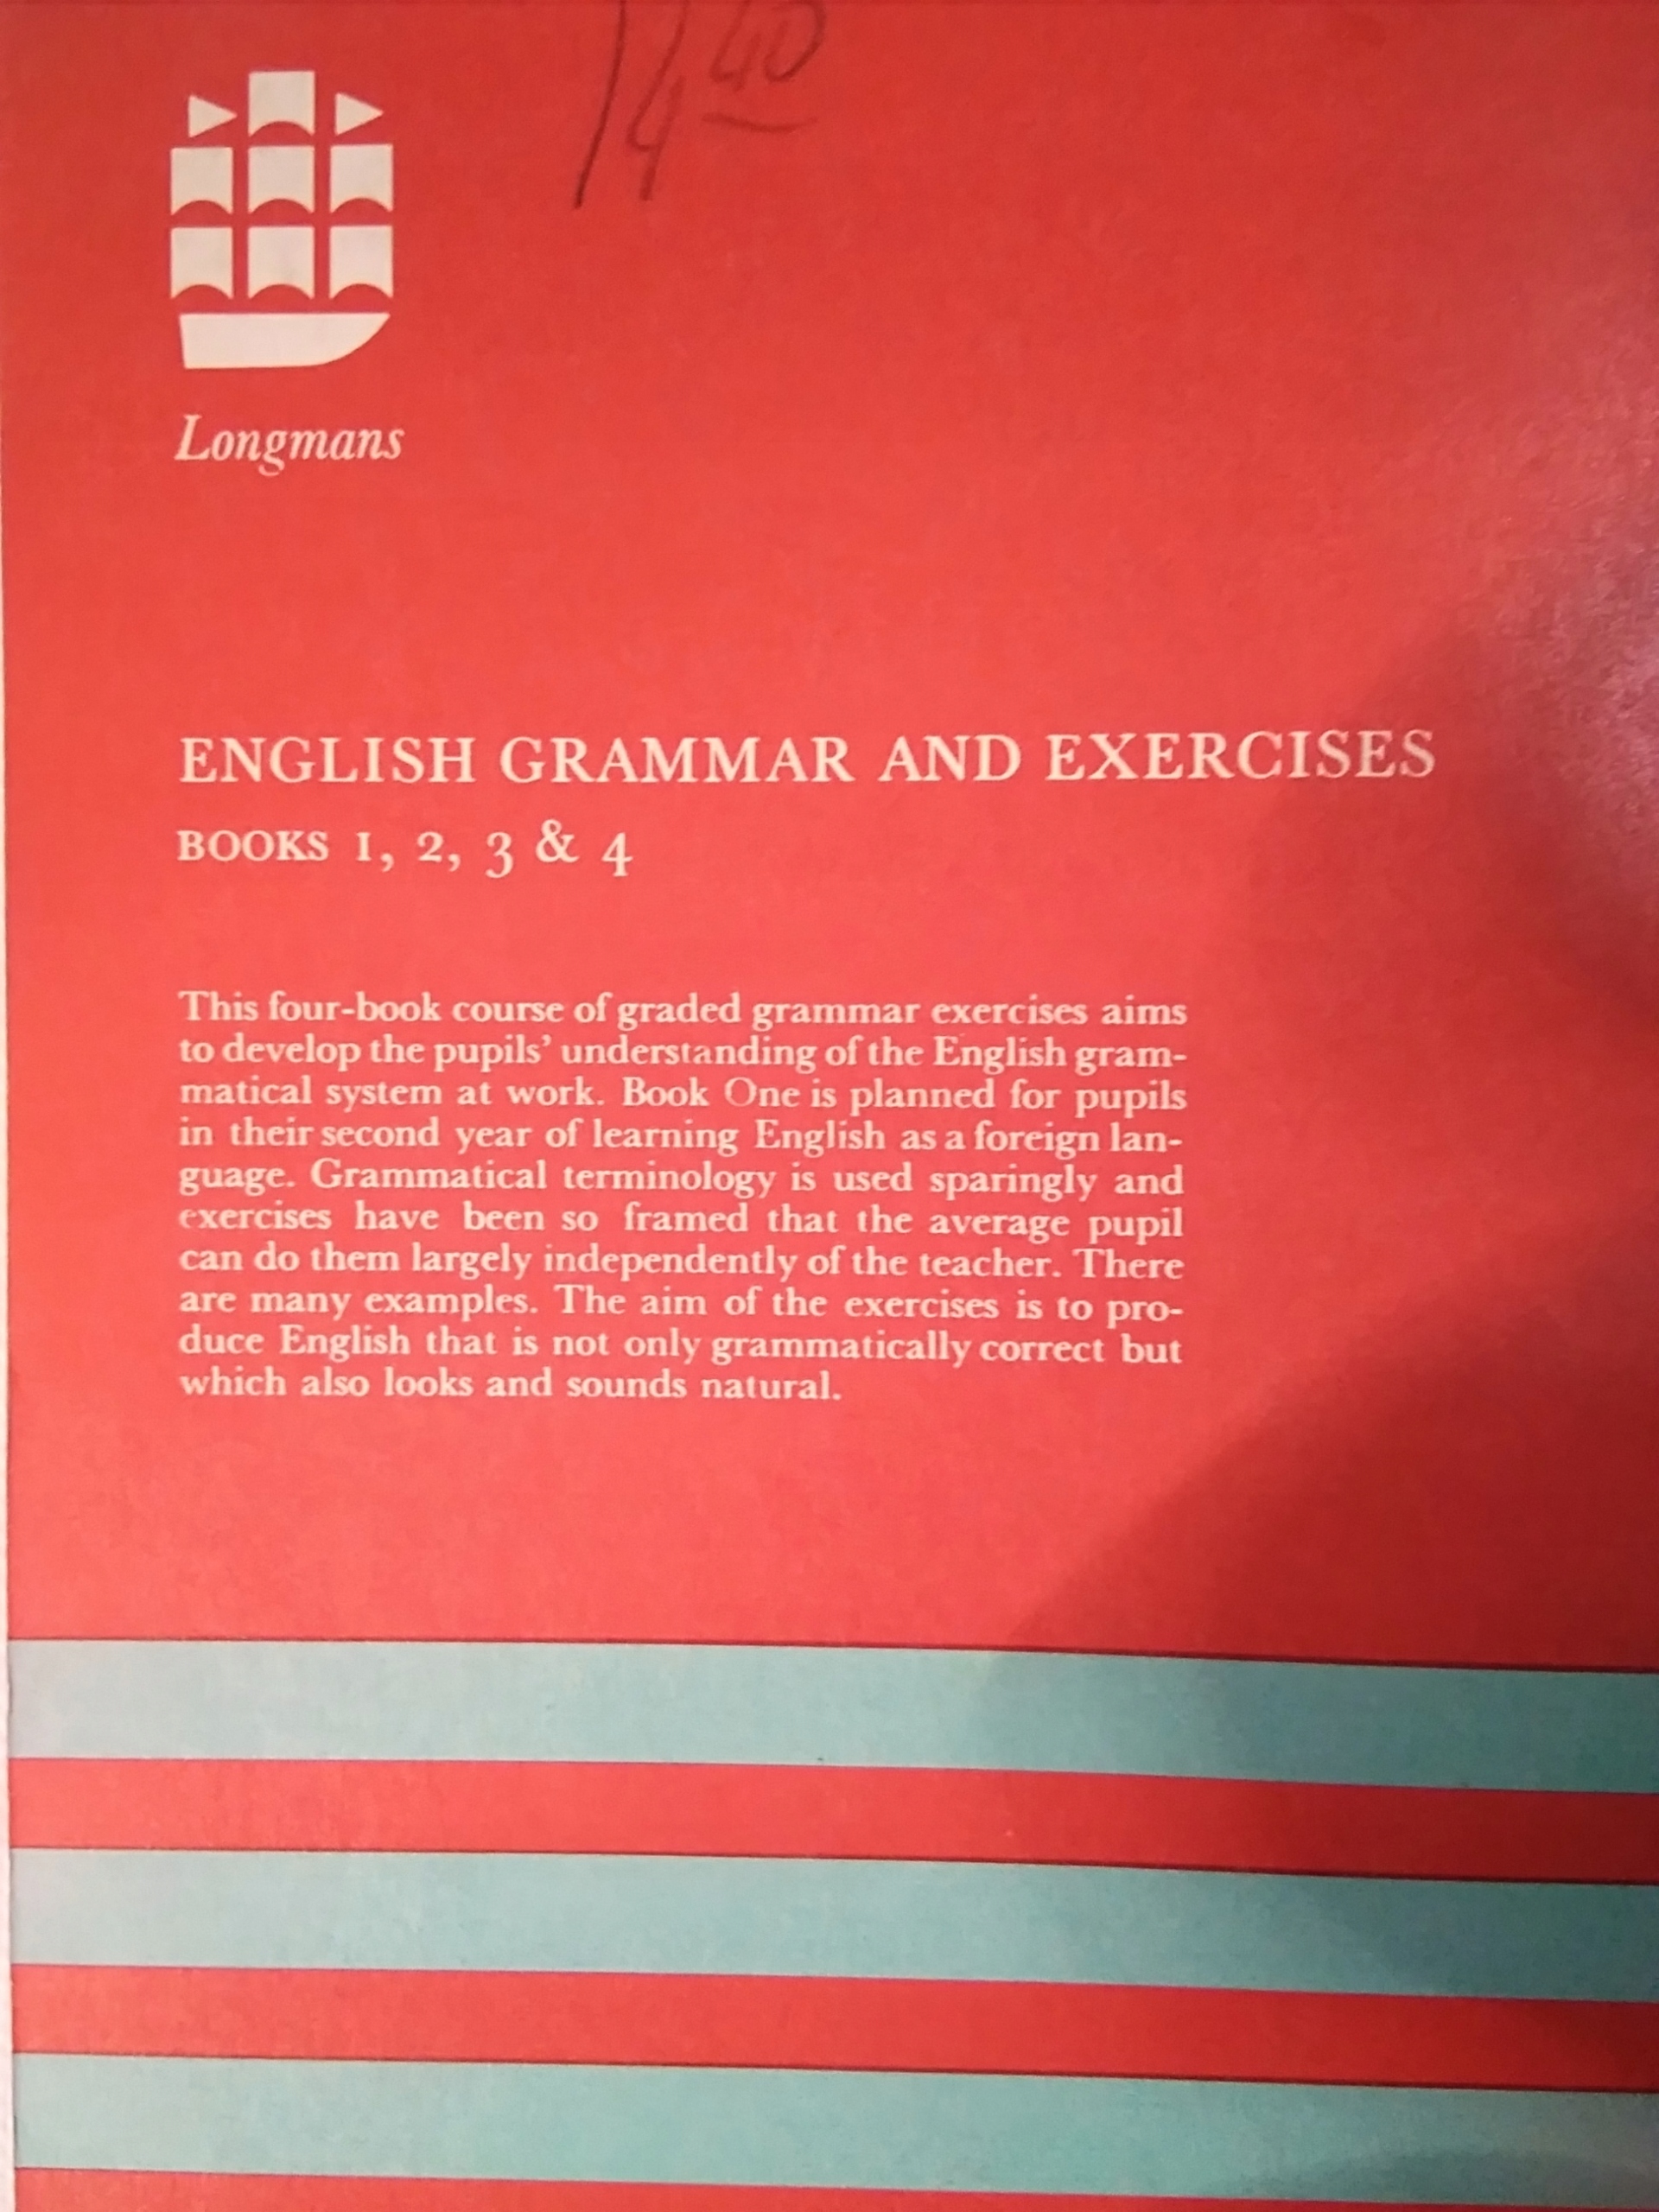 14 40
Longmans
ENGLISH GRAMMAR AND EXERCISES
BOOKS 1, 2, 3 & 4
This four-book course of graded grammar exercises aims
to develop the pupils’ understanding of the English gram-
matical system at work. Book One is planned for pupils
in their second year of learning English as a foreign lan-
guage. Grammatical terminology is used sparingly and
exercises have been so framed that the average pupil
can do them largely independently of the teacher. There
are many examples. The aim of the exercises is to pro-
duce English that is not only grammatically correct but
which also looks and sounds natural.